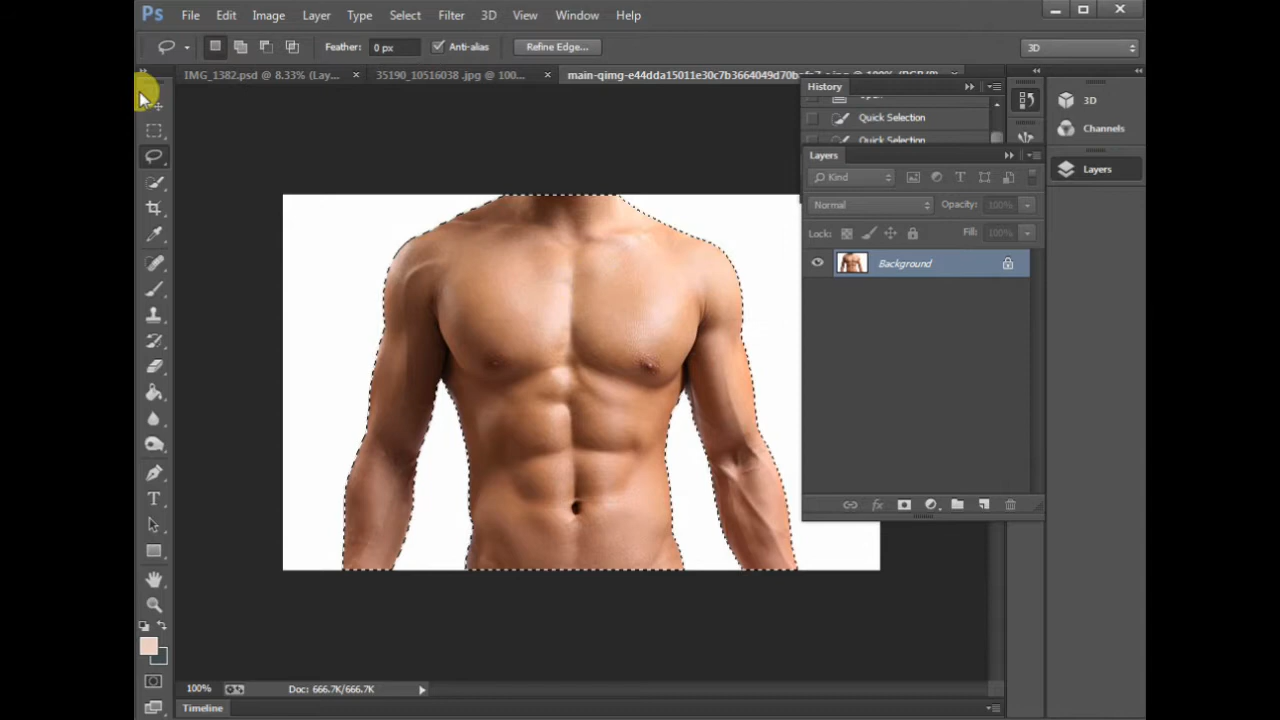 Ps File Edit Image Layer Type Select Filter 3D View Window Help
Feather: 0 px Anti-alias Refine Edge... 3D
IMG_1382.psd @ 8.33% (Lay... × 35190_10516038 .jpg @ 100... ×
History
Quick Selection
Quick Selection
Layers
Kind
Normal Opacity: 100%
Lock: Fill: 100%
Background
3D
Channels
Layers
T
100% Doc: 666.7K/666.7K
Timeline